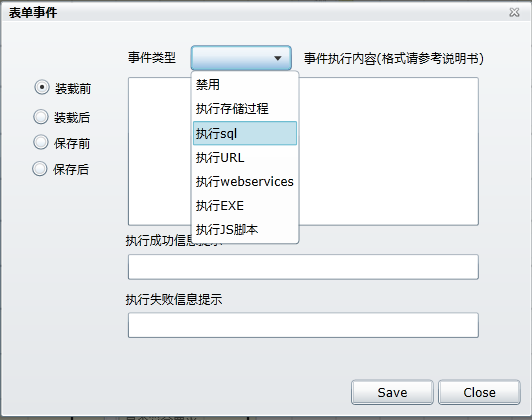 表单事件
事件类型
事件执行内容(格式请参考说明书)
装载前
装载后
保存前
保存后
禁用
执行存储过程
执行sql
执行URL
执行webservices
执行EXE
执行JS脚本
执行成功信息提示
执行失败信息提示
Save
Close